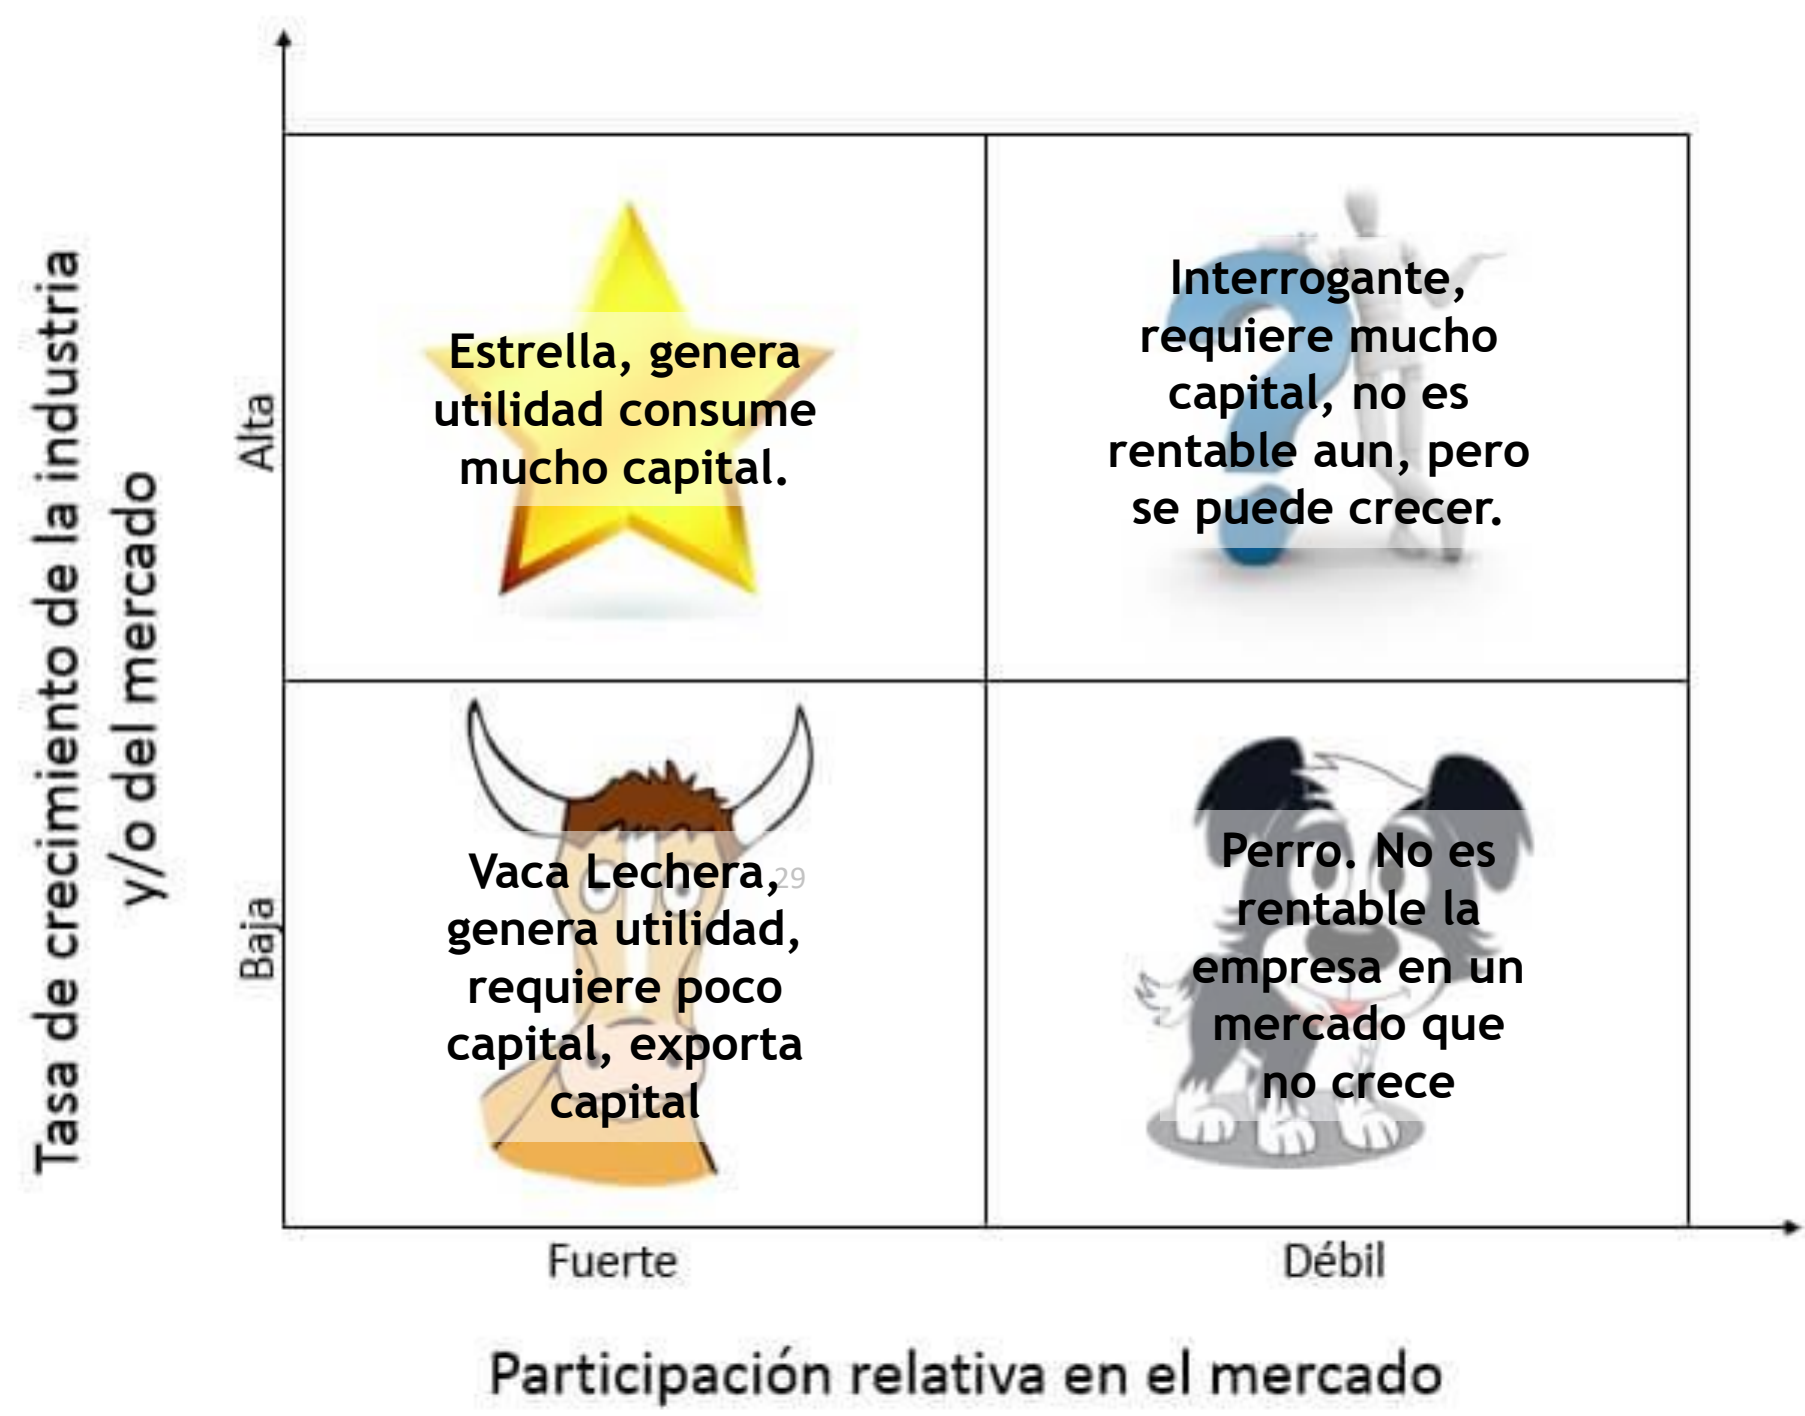 Tasa de crecimiento de la industria
y/o del mercado
Alta
Baja
Estrella, genera
utilidad consume
mucho capital.
Interrogante,
requiere mucho
capital, no es
rentable aun, pero
se puede crecer.
Vaca Lechera,
29
genera utilidad,
requiere poco
capital, exporta
capital
Perro. No es
rentable la
empresa en un
mercado que
no crece
Fuerte
Débil
Participación relativa en el mercado